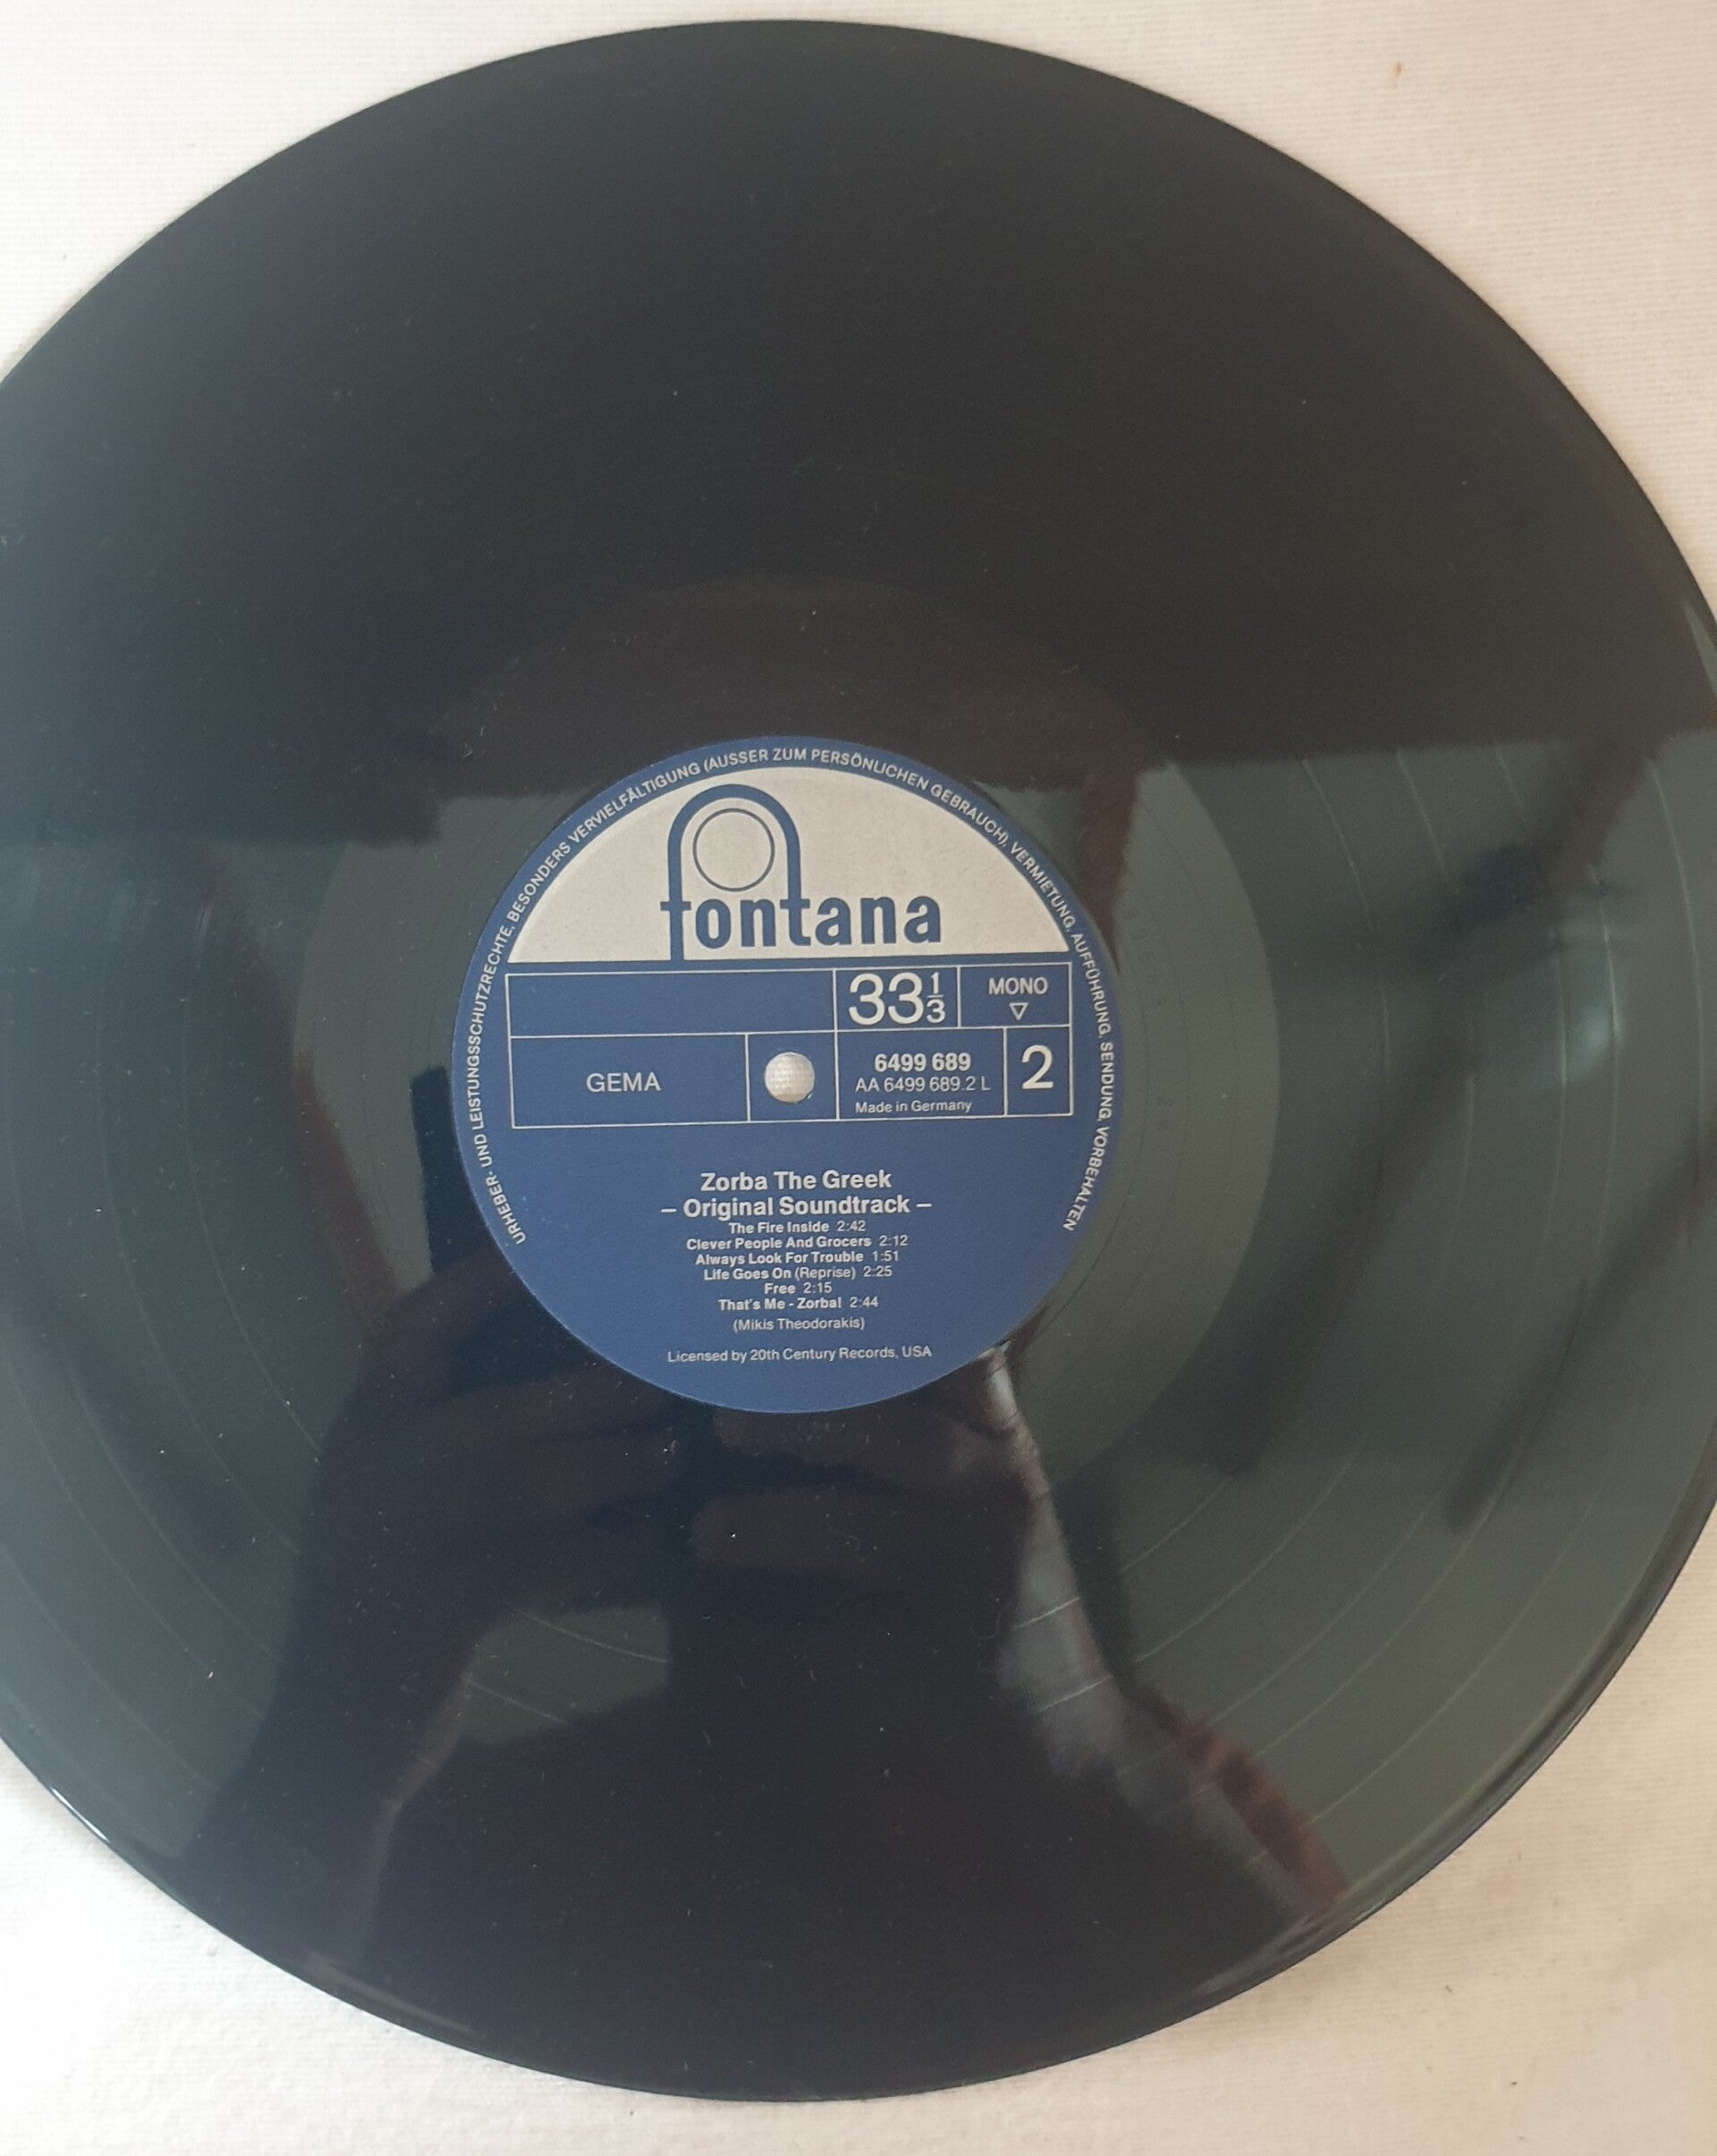 URHEBER- UND LEISTUNGSSCHUTZRECHTE, BESONDERS VERVIELFÄLTIGUNG (AUSSER ZUM PERSÖNLICHEN GEBRAUCH), VERMIETUNG, AUFFÜHRUNG, SENDUNG, VORBEHALTEN
fontana
33 1/3 MONO
GEMA
6499 689
AA 6499 689.2 L
Made in Germany
2
Zorba The Greek
– Original Soundtrack –
The Fire Inside 2:42
Clever People And Grocers 2:12
Always Look For Trouble 1:51
Life Goes On (Reprise) 2:25
Free 2:15
That's Me - Zorba! 2:44
(Mikis Theodorakis)
Licensed by 20th Century Records, USA